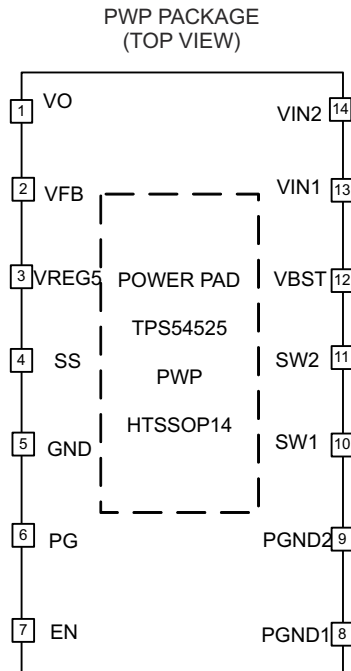 PWP PACKAGE
(TOP VIEW)
1 VO
VIN2 14
2 VFB
VIN1 13
3 VREG5
POWER PAD
VBST 12
TPS54525
4 SS
SW2 11
PWP
HTSSOP14
5 GND
SW1 10
6 PG
PGND2 9
7 EN
PGND1 8